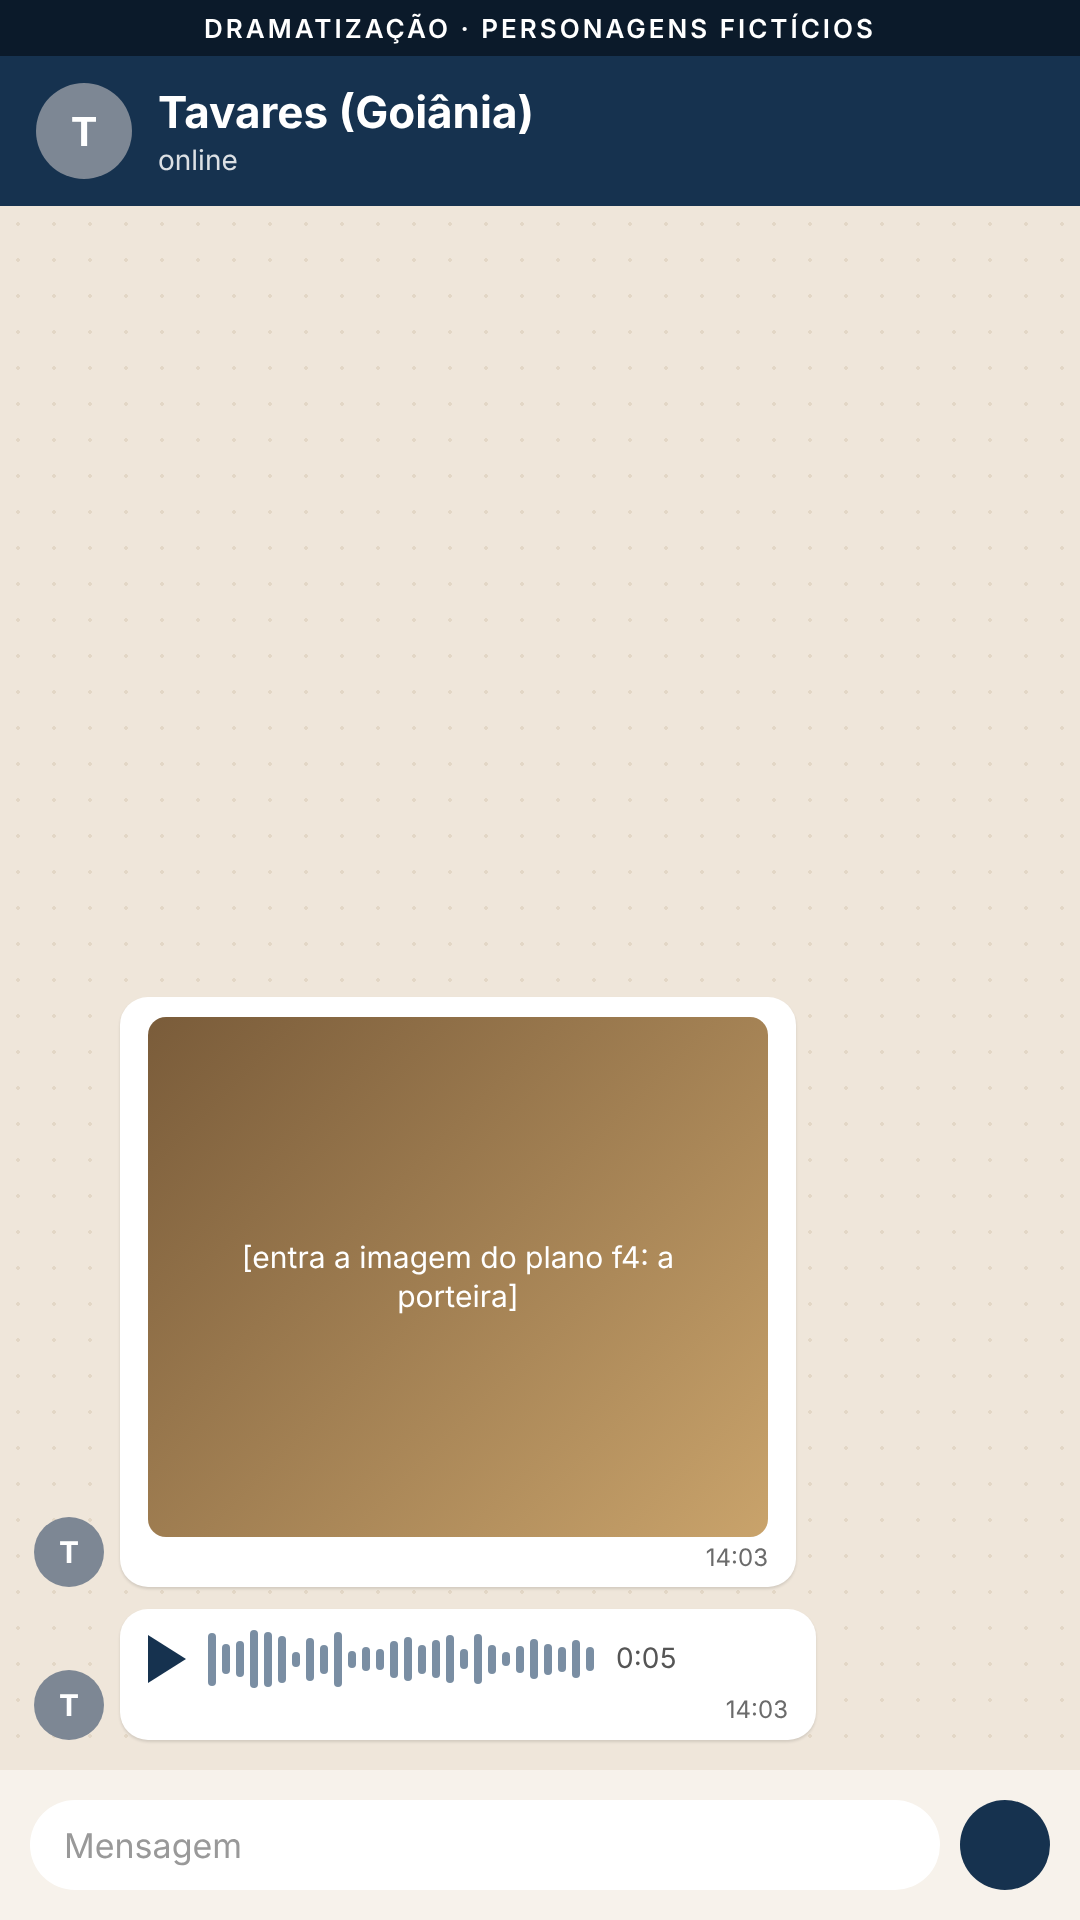 DRAMATIZAÇÃO · PERSONAGENS FICTÍCIOS
T
Tavares (Goiânia)
online
[entra a imagem do plano f4: a
porteira]
14:03
T
0:05
14:03
T
Mensagem